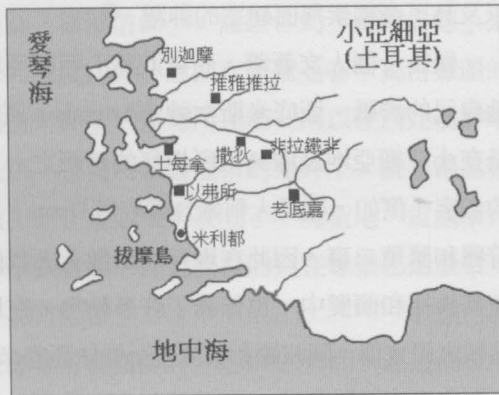 愛琴海
小亞細亞
(土耳其)
別迦摩
推雅推拉
士每拿
撒狄
非拉鐵非
以弗所
老底嘉
米利都
拔摩島
地中海